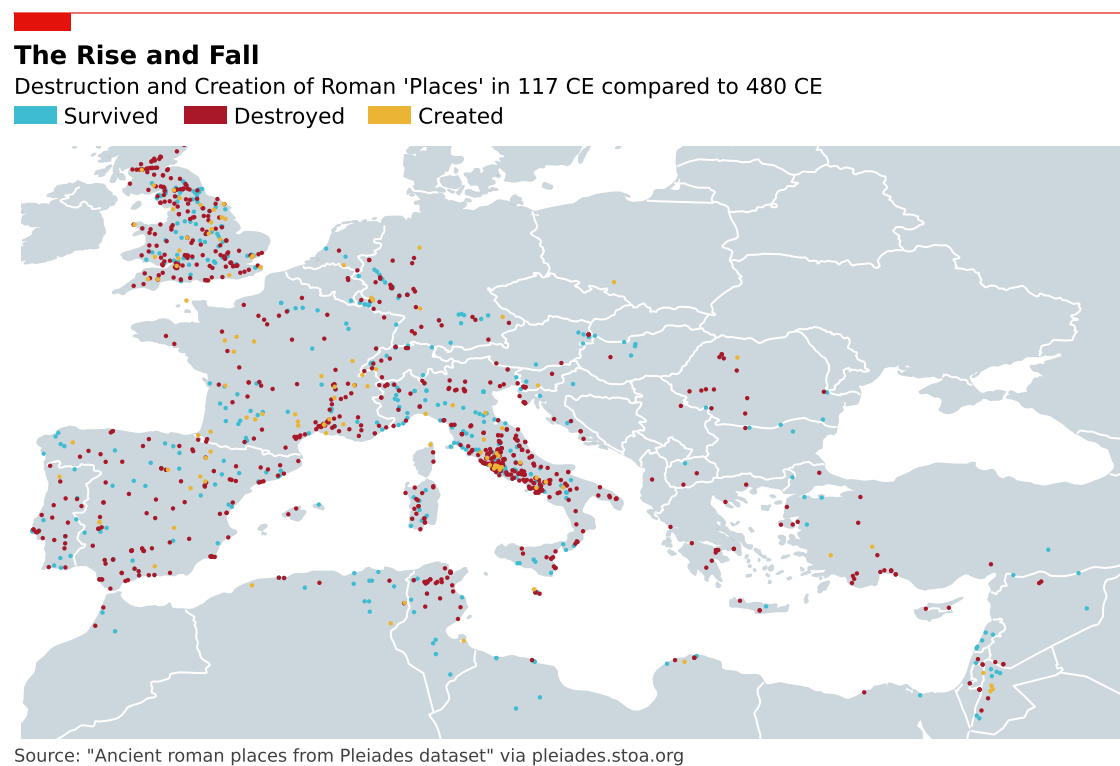 The Rise and Fall
Destruction and Creation of Roman 'Places' in 117 CE compared to 480 CE
Survived Destroyed Created
Source: "Ancient roman places from Pleiades dataset" via pleiades.stoa.org